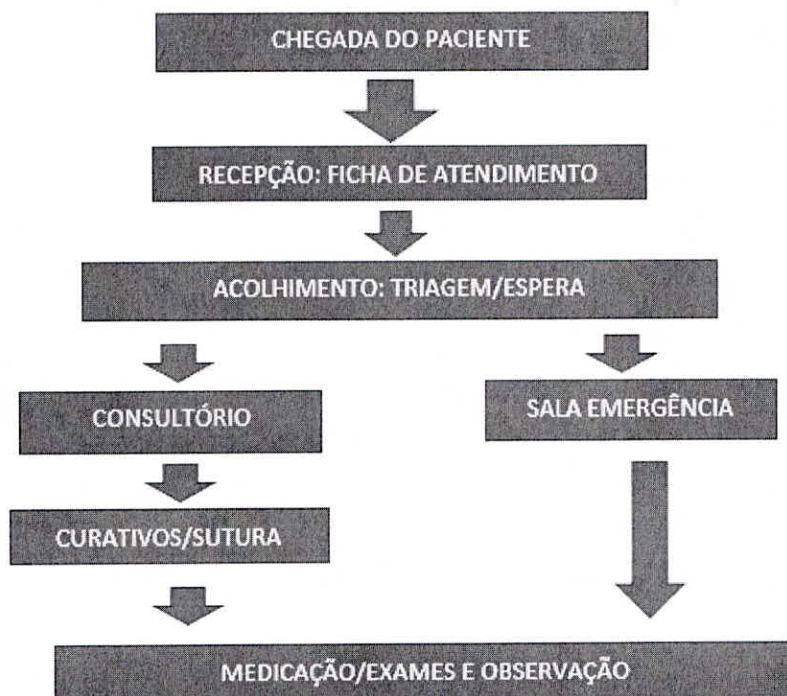 CHEGADA DO PACIENTE
RECEPÇÃO: FICHA DE ATENDIMENTO
ACOLHIMENTO: TRIAGEM/ESPERA
CONSULTÓRIO
SALA EMERGÊNCIA
CURATIVOS/SUTURA
MEDICAÇÃO/EXAMES E OBSERVAÇÃO